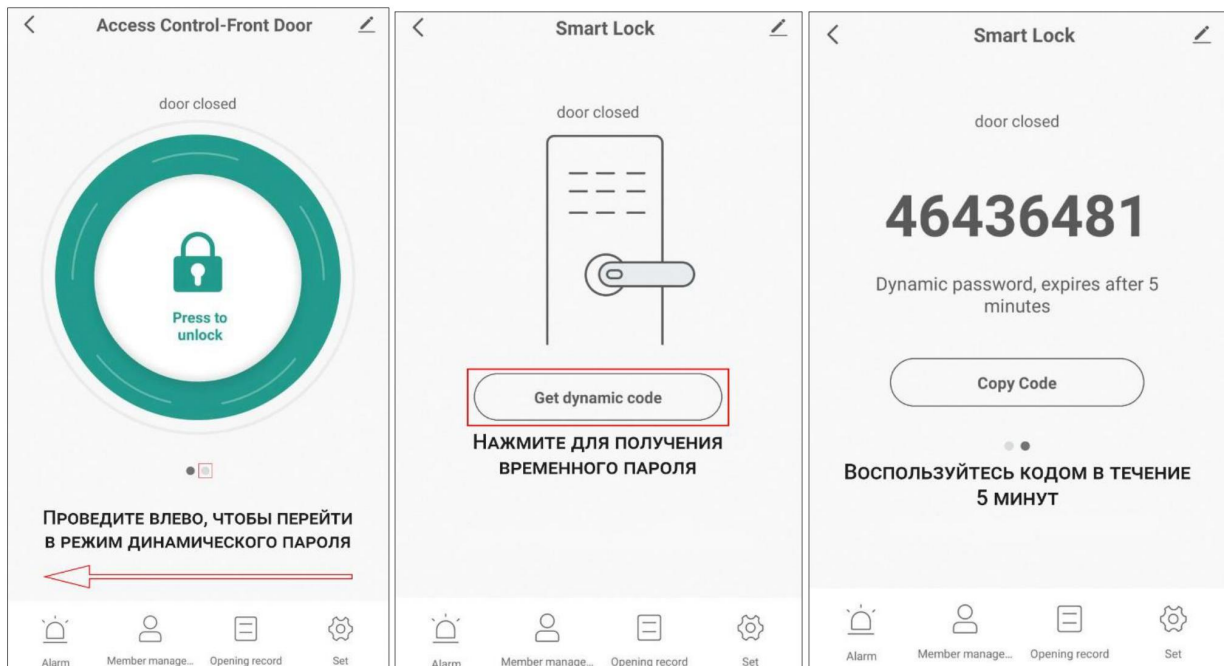 Access Control-Front Door
door closed
Press to
unlock
Проведите влево, чтобы перейти
в режим динамического пароля
Alarm
Member manage...
Opening record
Set
Smart Lock
door closed
Get dynamic code
Нажмите для получения
временного пароля
Alarm
Member manage...
Opening record
Set
Smart Lock
door closed
46436481
Dynamic password, expires after 5
minutes
Copy Code
Воспользуйтесь кодом в течение
5 минут
Alarm
Member manage...
Opening record
Set